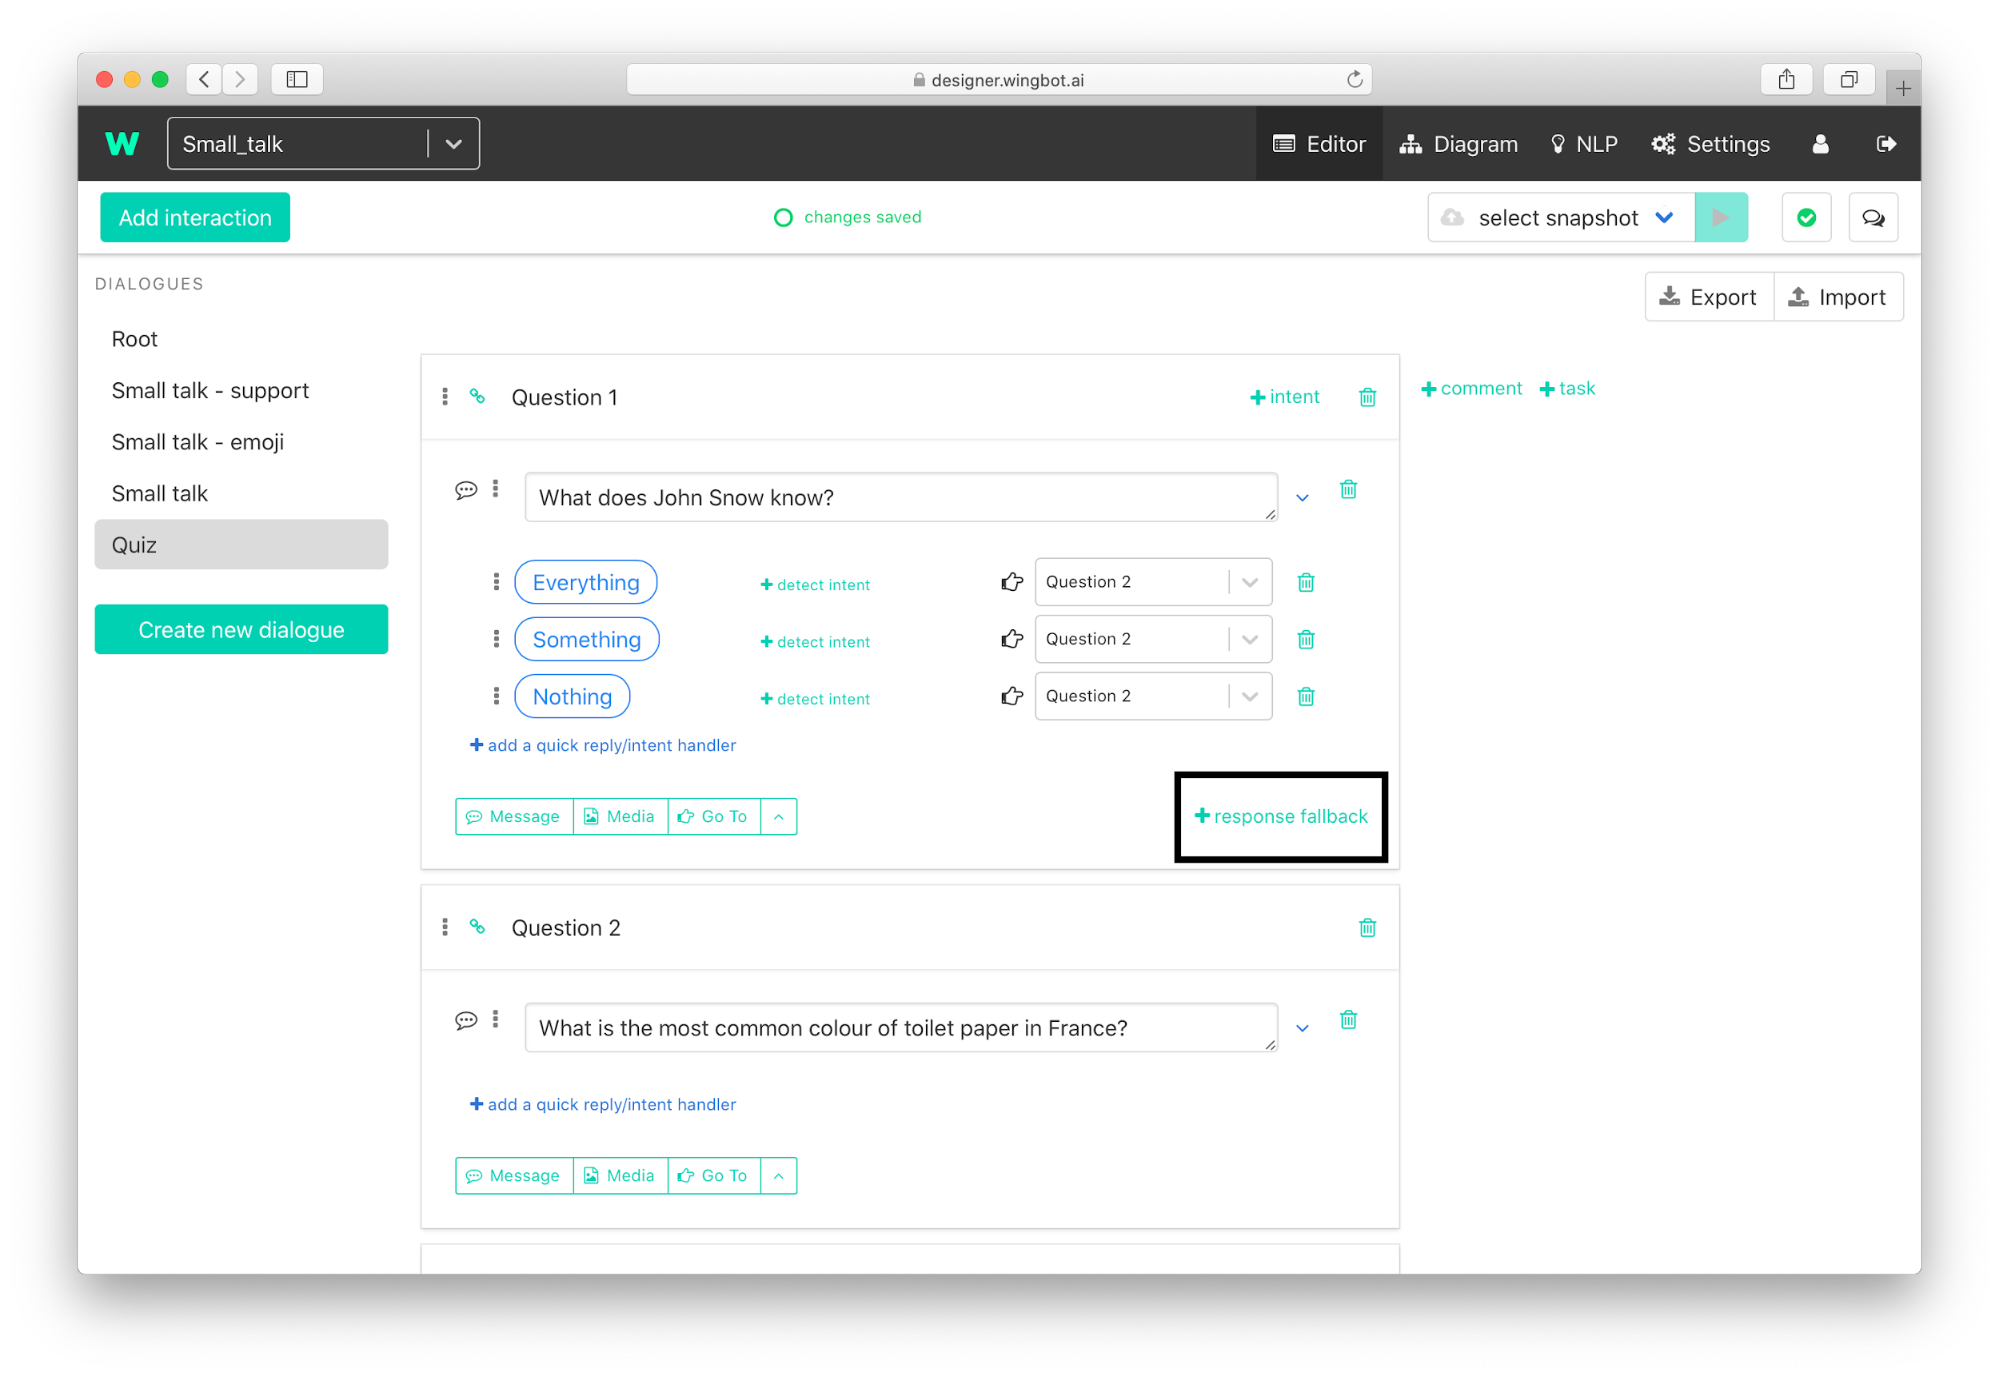 designer.wingbot.ai
W
Small_talk
Editor
Diagram
NLP
Settings
Add interaction
changes saved
select snapshot
DIALOGUES
Export
Import
Root
Small talk - support
Small talk - emoji
Small talk
Quiz
Create new dialogue
Question 1
+intent
+comment
+task
What does John Snow know?
Everything
+detect intent
Question 2
Something
+detect intent
Question 2
Nothing
+detect intent
Question 2
+add a quick reply/intent handler
Message
Media
Go To
+response fallback
Question 2
What is the most common colour of toilet paper in France?
+add a quick reply/intent handler
Message
Media
Go To